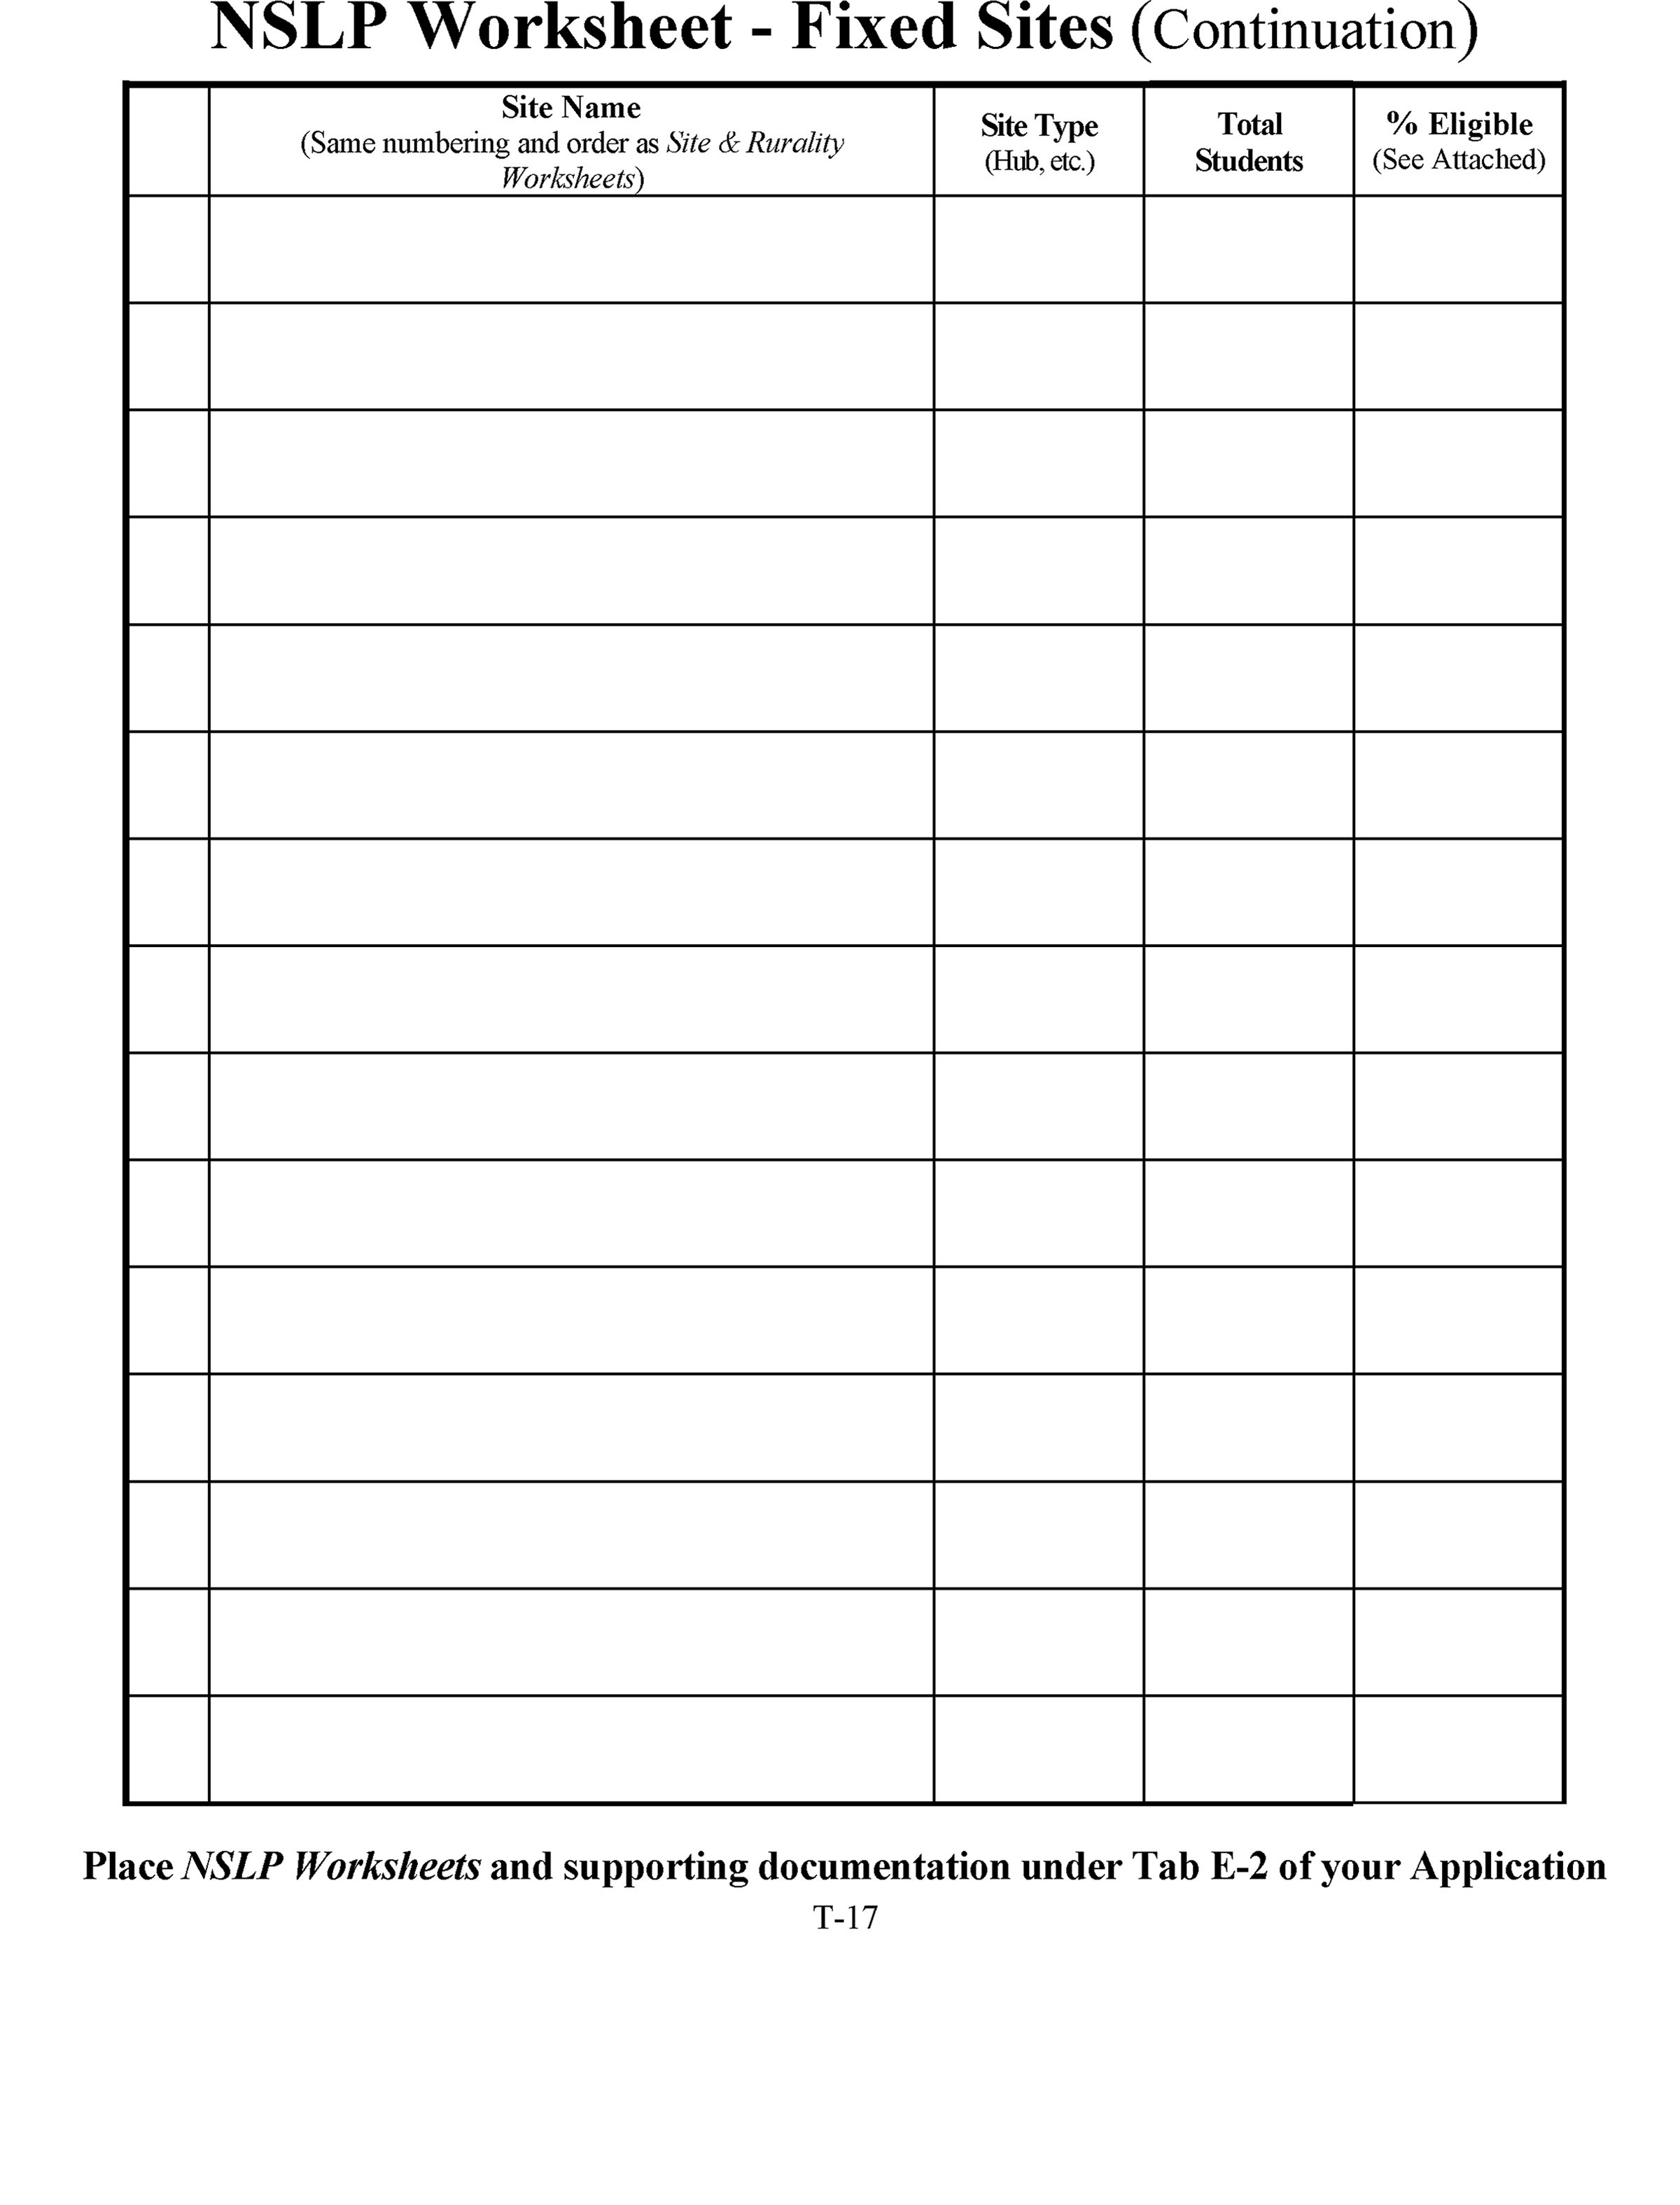 NSLP Worksheet - Fixed Sites (Continuation)
Site Name
(Same numbering and order as Site & Rurality
Worksheets)
Site Type
(Hub, etc.)
Total
Students
% Eligible
(See Attached)
Place NSLP Worksheets and supporting documentation under Tab E-2 of your Application
T-17